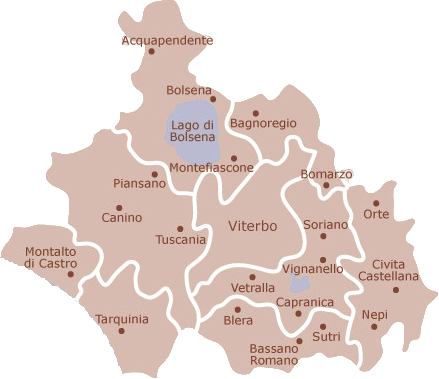 Acquapendente
Bolsena
Lago di
Bolsena
Bagnoregio
Montefiascone
Piansano
Bomarzo
Canino
Orte
Viterbo
Soriano
Tuscania
Montalto
di Castro
Civita
Castellana
Vignanello
Vetralla
Capranica
Tarquinia
Blera
Nepi
Sutri
Bassano
Romano